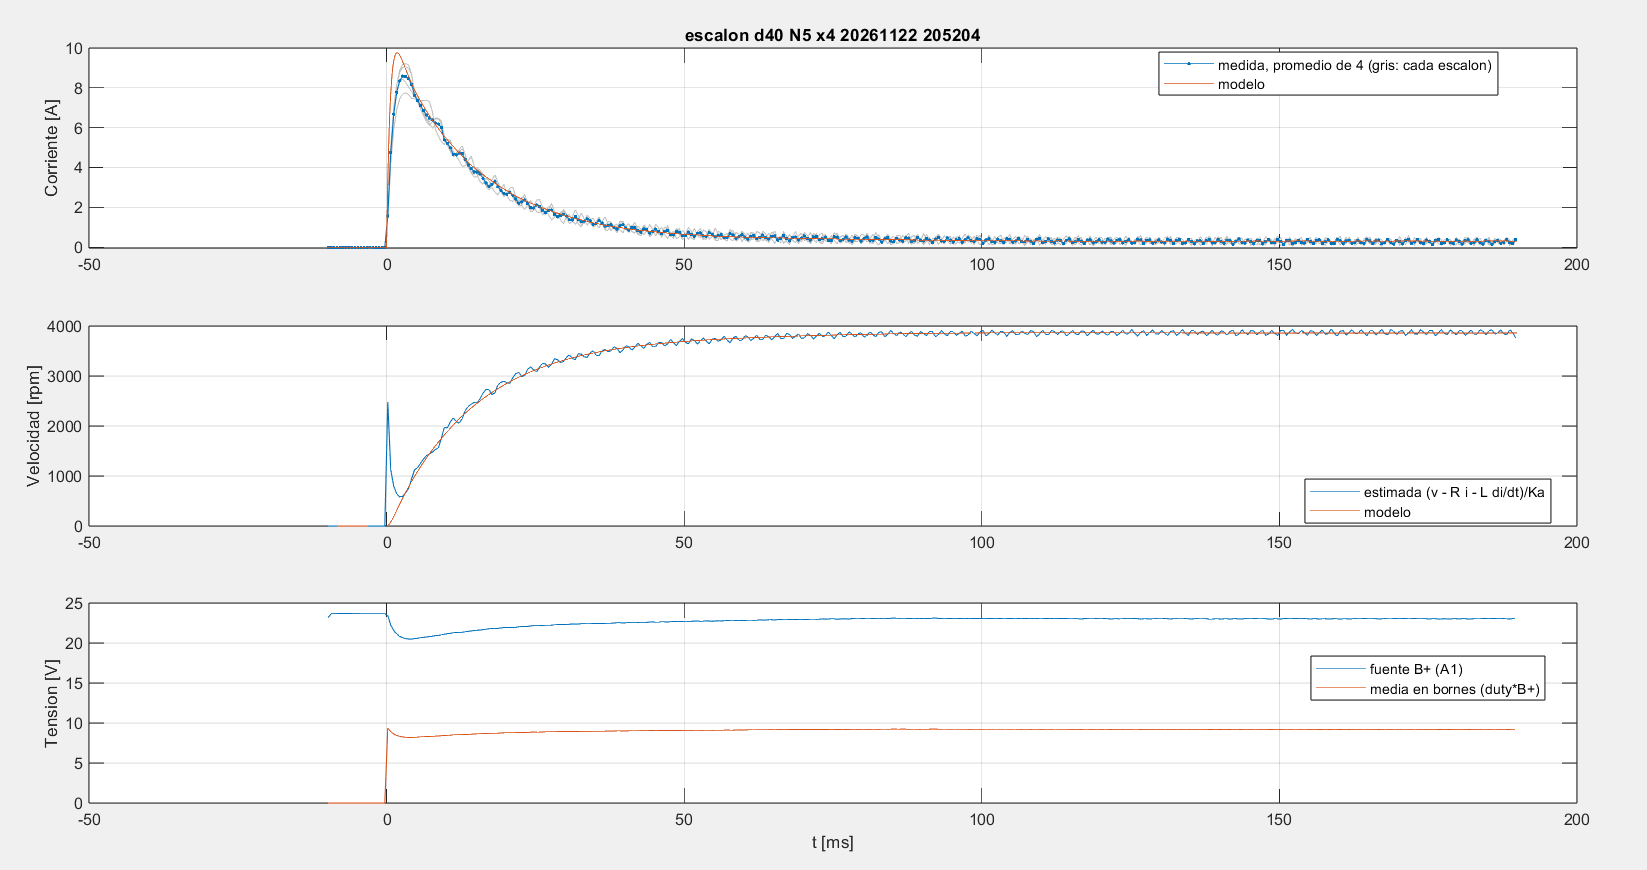 escalon d40 N5 x4 20261122 205204
10
8
6
4
2
0
Corriente [A]
medida, promedio de 4 (gris: cada escalon)
modelo
-50 0 50 100 150 200
4000
3000
2000
1000
0
Velocidad [rpm]
estimada (v - R i - L di/dt)/Ka
modelo
-50 0 50 100 150 200
25
20
15
10
5
0
Tension [V]
fuente B+ (A1)
media en bornes (duty*B+)
-50 0 50 100 150 200
t [ms]